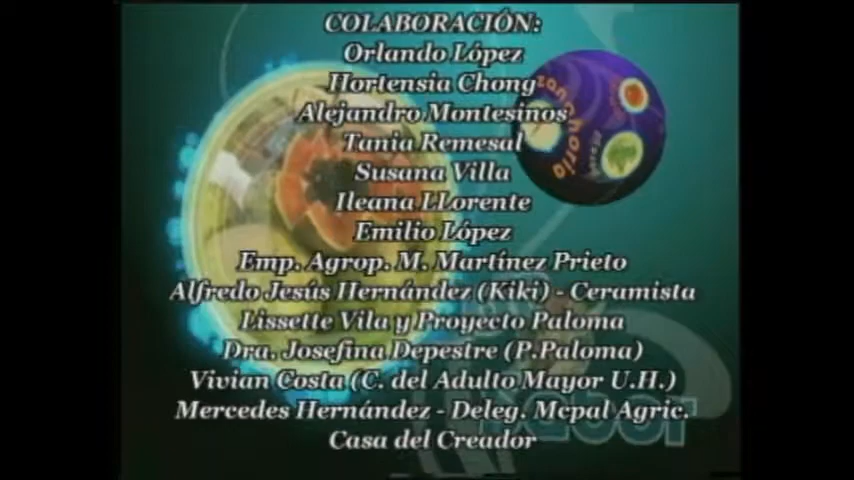 COLABORACIÓN:
Orlando López
Hortensia Chong
Alejandro Montesinos
Tania Remesal
Susana Villa
Ileana LLorente
Emilio López
Emp. Agrop. M. Martínez Prieto
Alfredo Jesús Hernández (Kiki) - Ceramista
Lissette Vila y Proyecto Paloma
Dra. Josefina Depestre (P.Paloma)
Vivian Costa (C. del Adulto Mayor U.H.)
Mercedes Hernández - Deleg. Mcpal Agric.
Casa del Creador
zanahoria